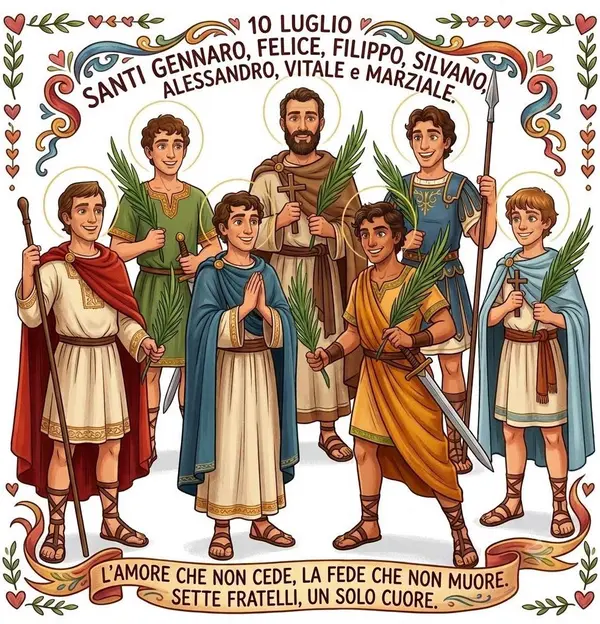 10 LUGLIO
SANTI GENNARO, FELICE, FILIPPO, SILVANO,
ALESSANDRO, VITALE e MARZIALE.
L'AMORE CHE NON CEDE, LA FEDE CHE NON MUORE.
SETTE FRATELLI, UN SOLO CUORE.